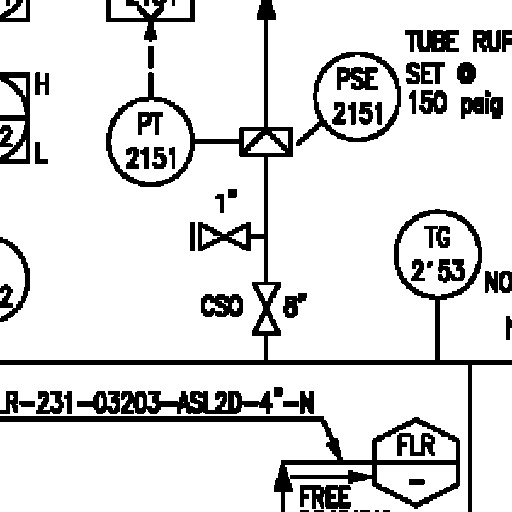 TUBE RUP
SET @
150 psig
H
L
2
PT
2151
PSE
2151
1"
TG
2'53
CSO
8"
NO
2
LR-231-03203-ASL2D-4"-N
FLR
-
FREE